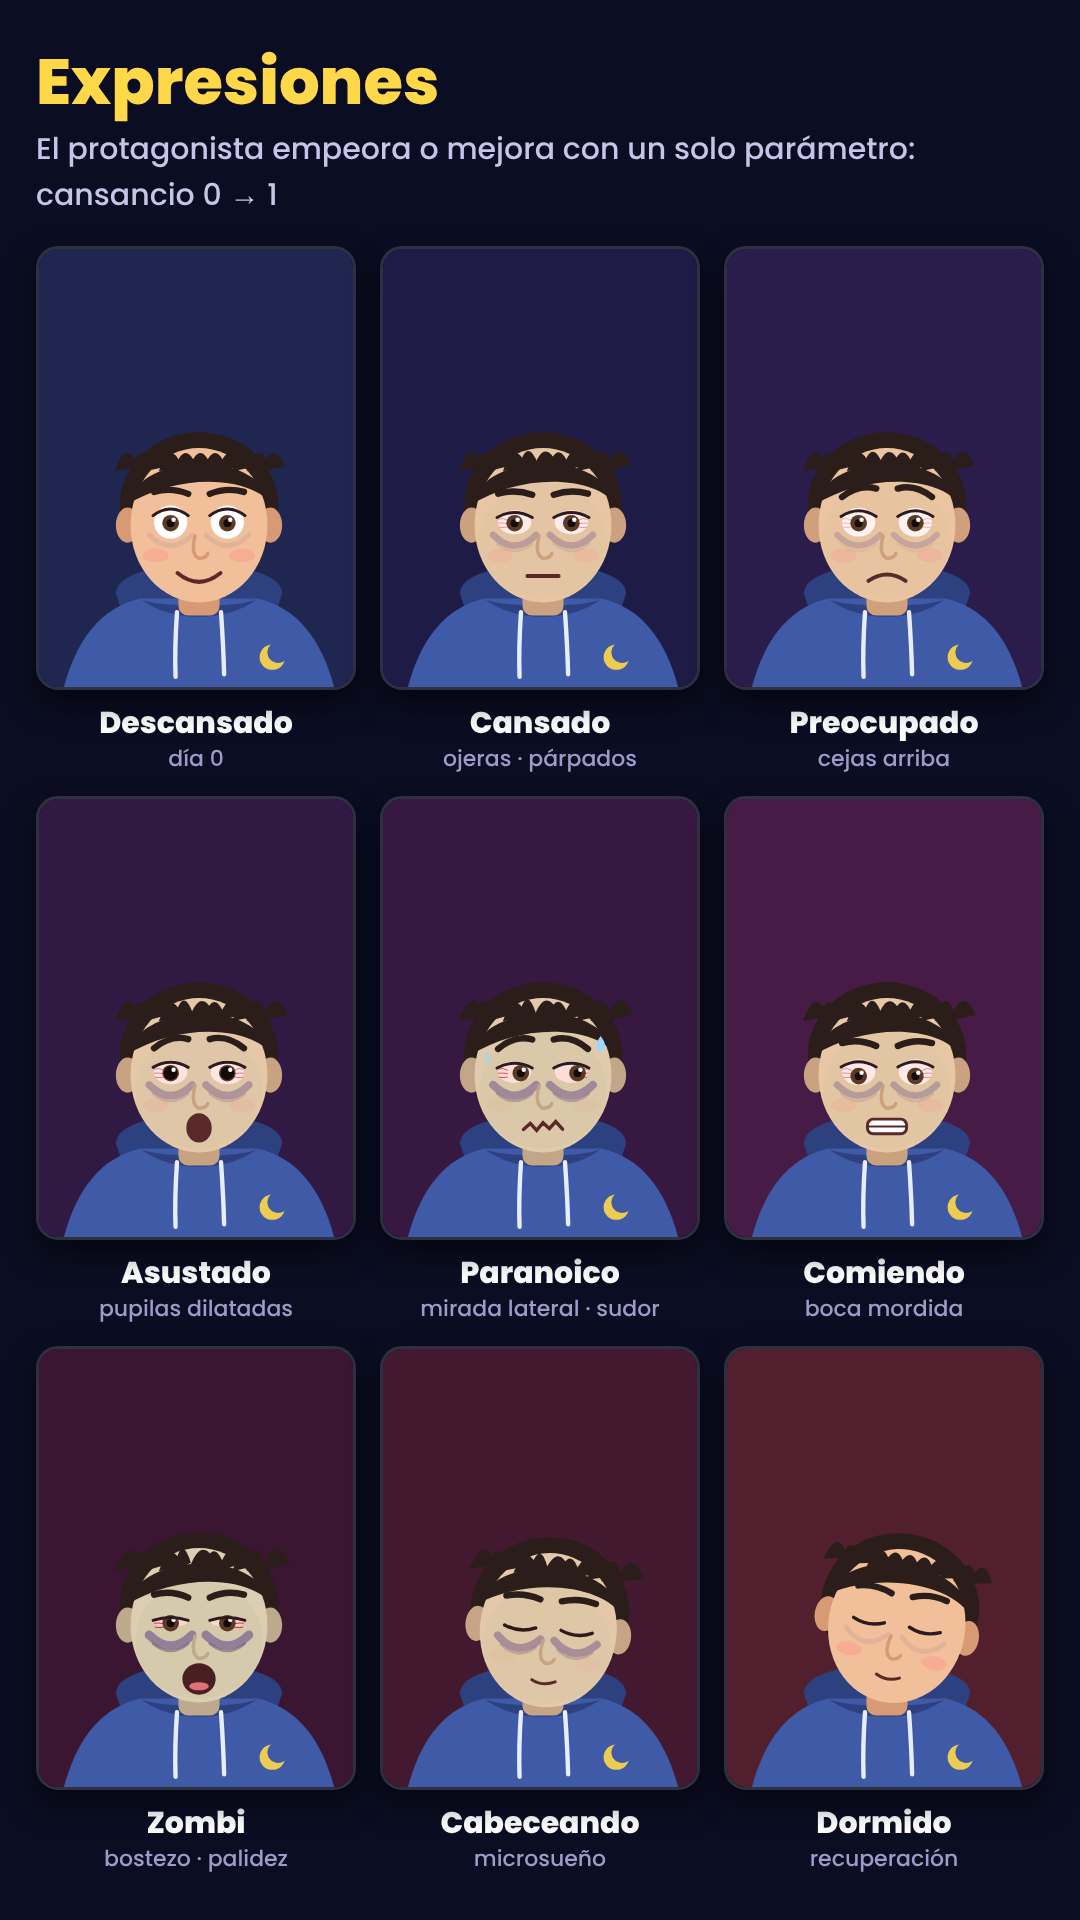 Expresiones
El protagonista empeora o mejora con un solo parámetro:
cansancio 0 → 1
Descansado
día 0
Cansado
ojeras · párpados
Preocupado
cejas arriba
Asustado
pupilas dilatadas
Paranoico
mirada lateral · sudor
Comiendo
boca mordida
Zombi
bostezo · palidez
Cabeceando
microsueño
Dormido
recuperación